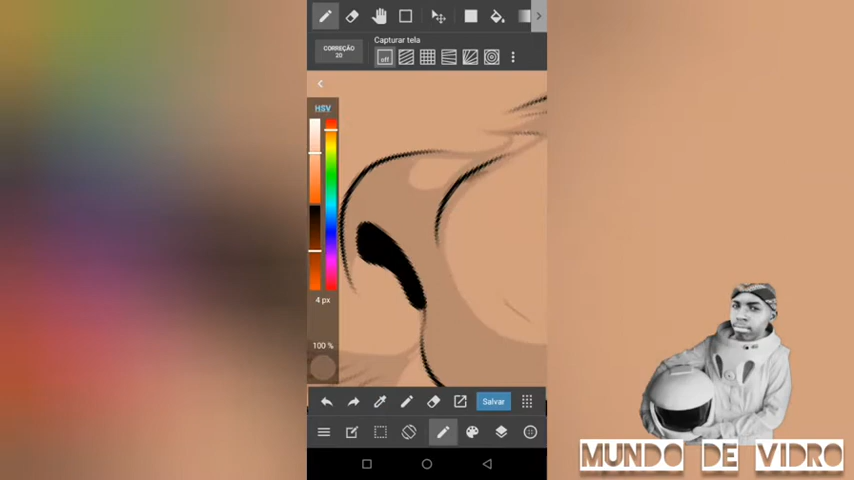 Capturar tela
CORREÇÃO
20
off
HSV
4 px
100 %
Salvar
MUNDO DE VIDRO